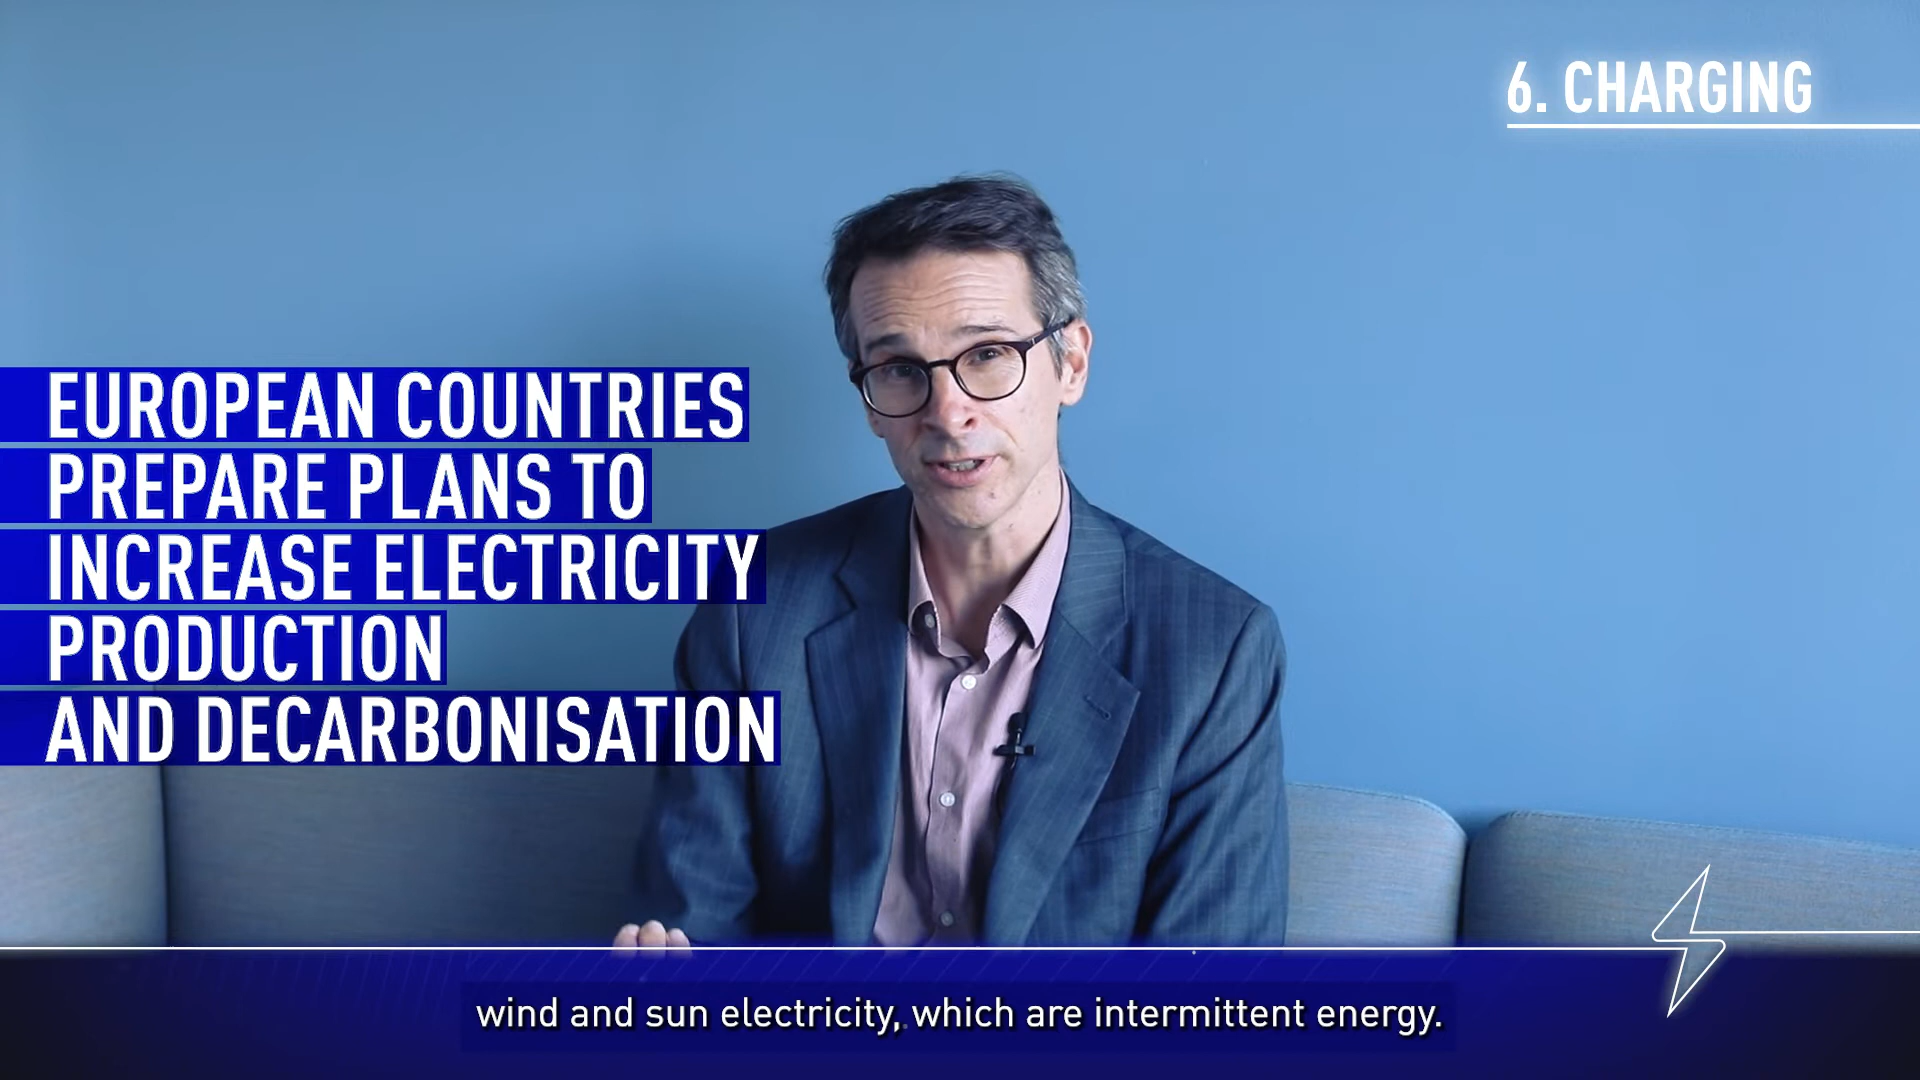 6. CHARGING
EUROPEAN COUNTRIES
PREPARE PLANS TO
INCREASE ELECTRICITY
PRODUCTION
AND DECARBONISATION
wind and sun electricity, which are intermittent energy.